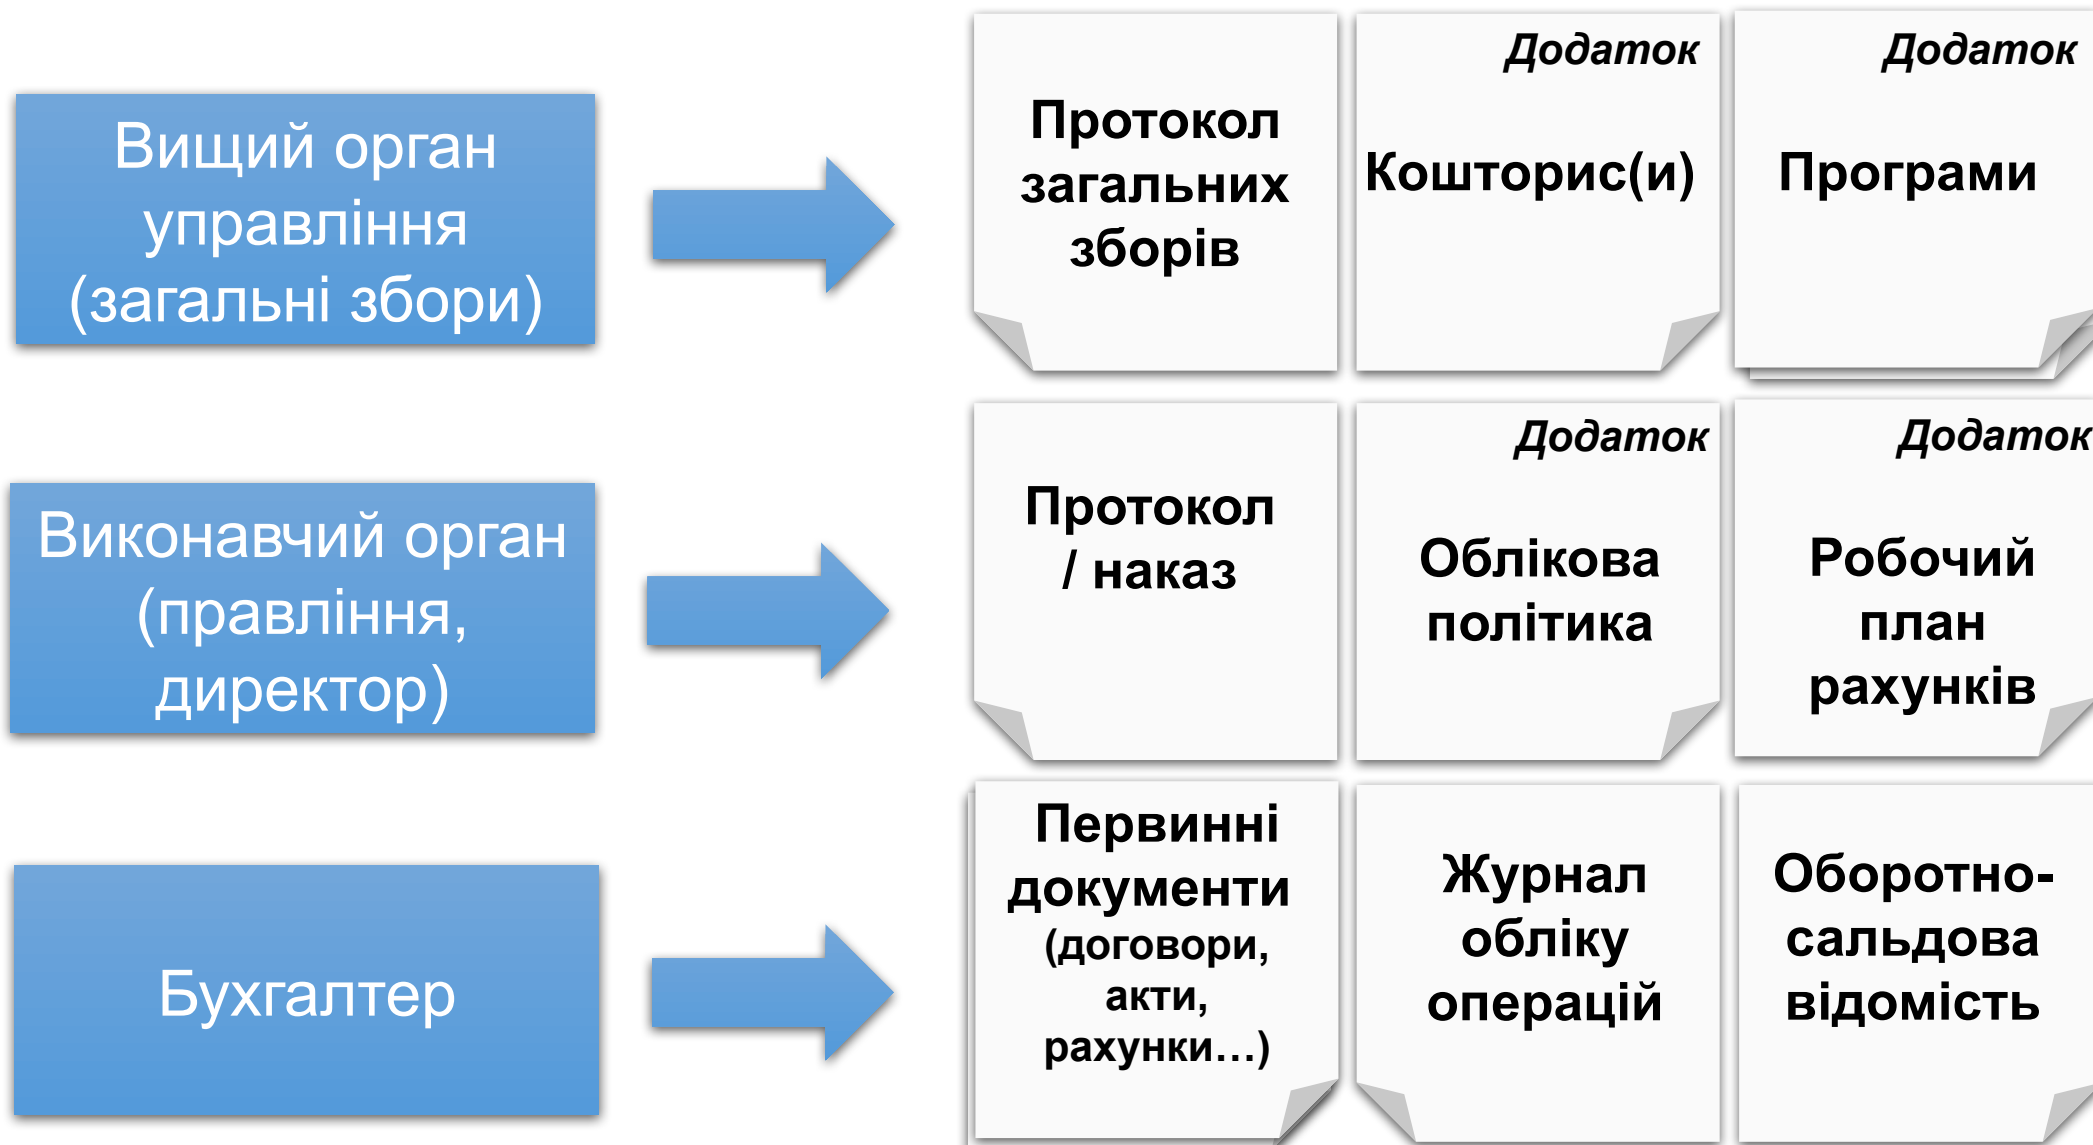 Вищий орган
управління
(загальні збори)
Протокол
загальних
зборів
Додаток
Кошторис(и)
Додаток
Програми
Виконавчий орган
(правління,
директор)
Протокол
/ наказ
Додаток
Облікова
політика
Додаток
Робочий
план
рахунків
Бухгалтер
Первинні
документи
(договори,
акти,
рахунки...)
Журнал
обліку
операцій
Оборотно-
сальдова
відомість